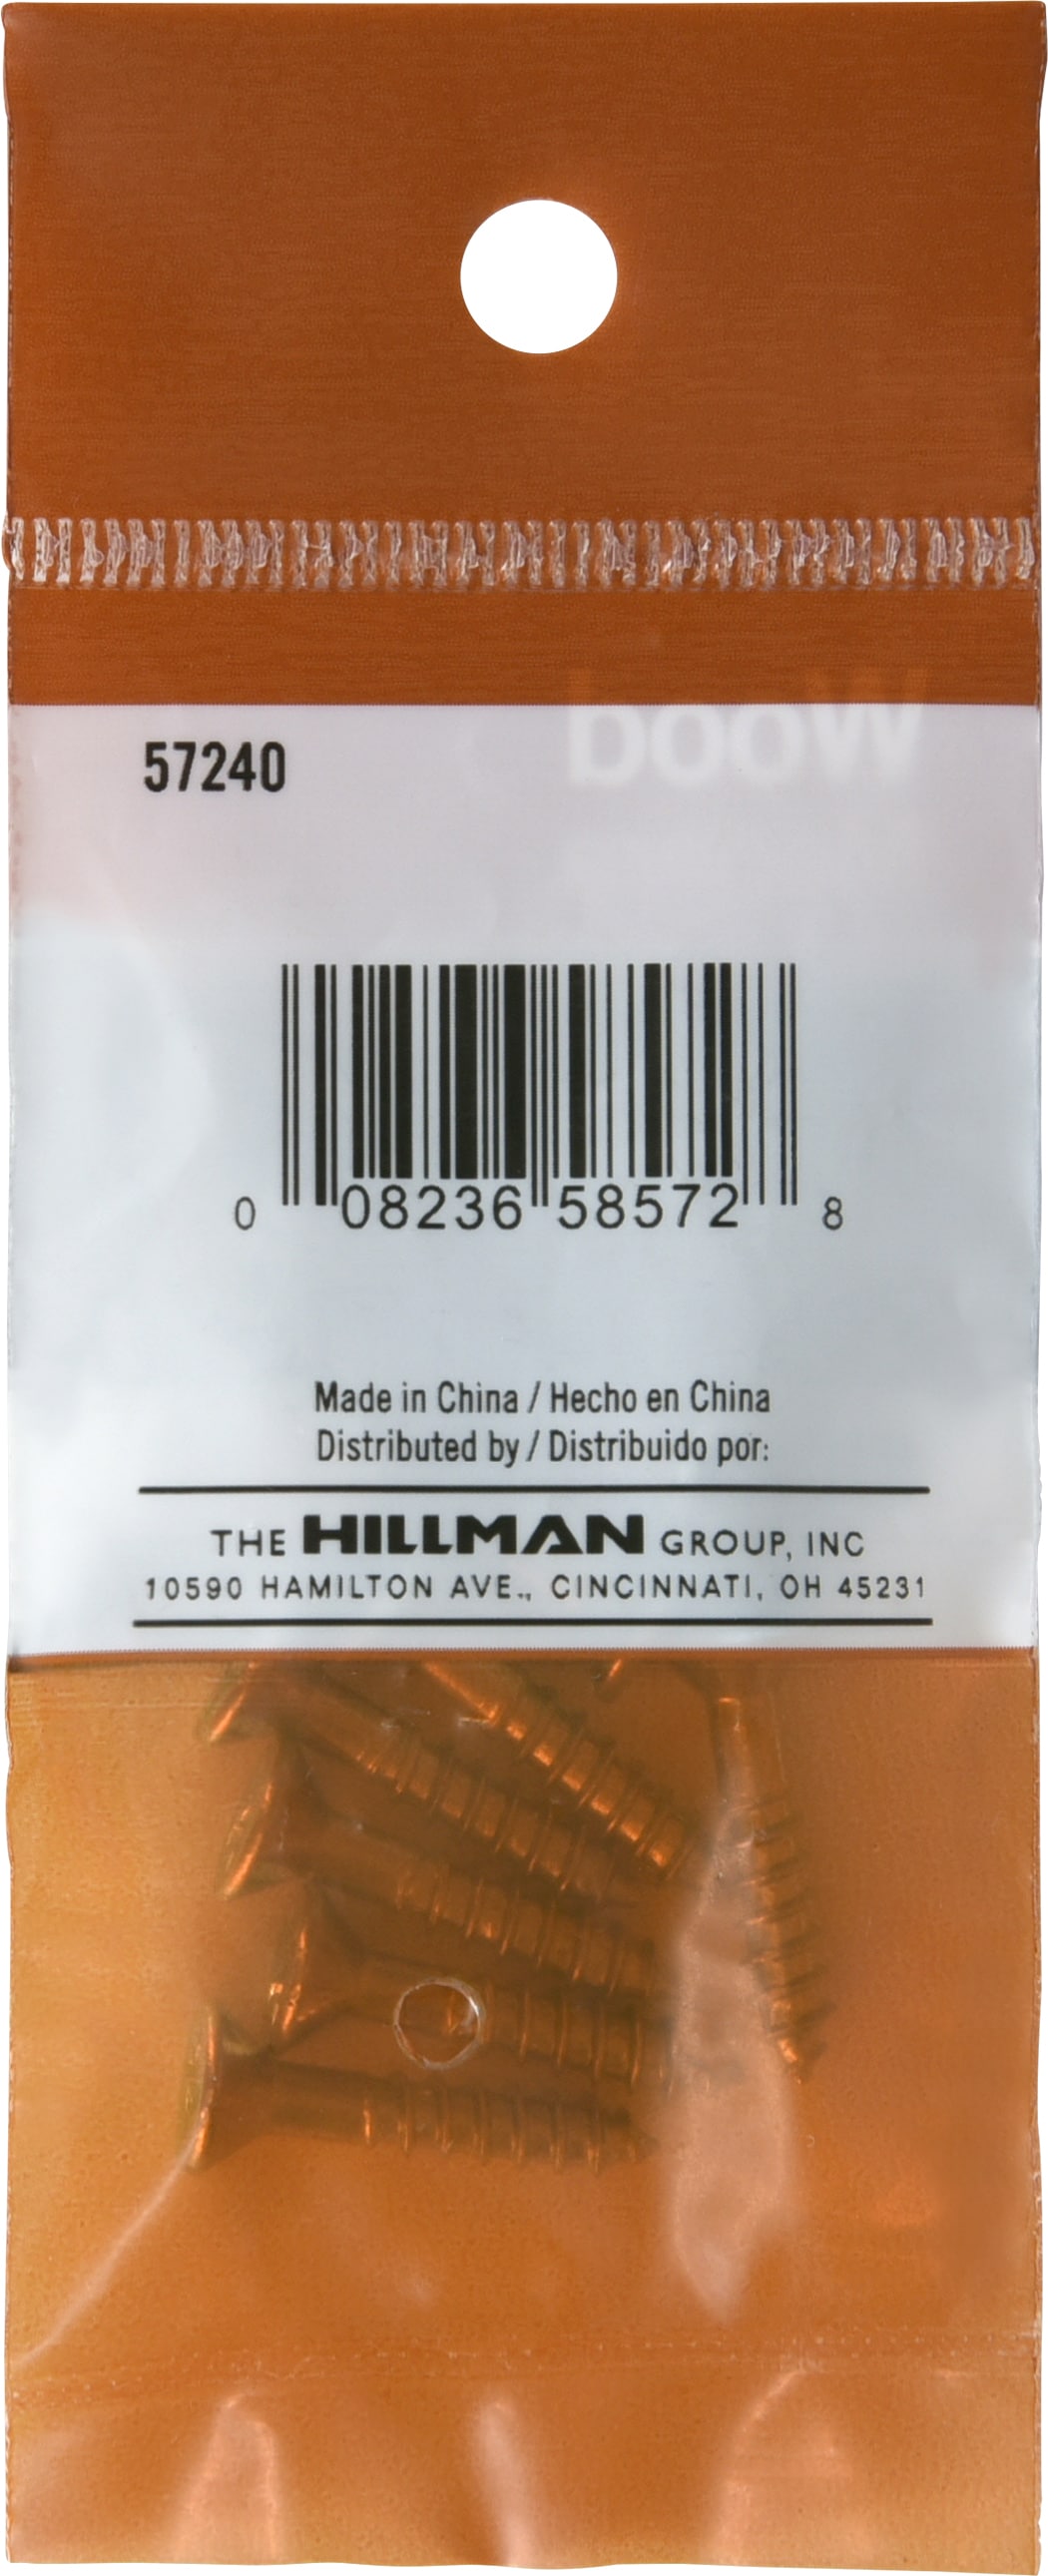 Wood
57240
0 08236 58572 8
Made in China / Hecho en China
Distributed by / Distribuido por:
THE HILLMAN GROUP, INC
10590 HAMILTON AVE., CINCINNATI, OH 45231